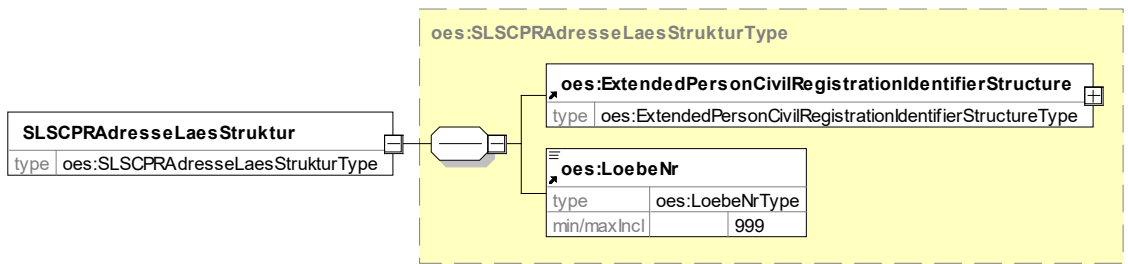 oes:SLSCPRAdresseLaesStrukturType
oes:ExtendedPersonCivilRegistrationIdentifierStructure
type oes:ExtendedPersonCivilRegistrationIdentifierStructureType
SLSCPRAdresseLaesStruktur
type oes:SLSCPRAdresseLaesStrukturType
oes:LoebeNr
type oes:LoebeNrType
min/maxIncl 999